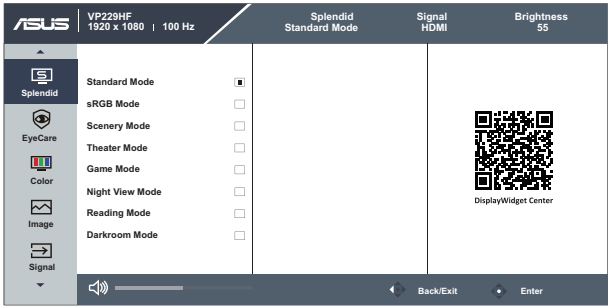 ASUS
VP229HF
1920 x 1080 | 100 Hz
Splendid
Standard Mode
Signal
HDMI
Brightness
55
Splendid
EyeCare
Color
Image
Signal
Standard Mode
sRGB Mode
Scenery Mode
Theater Mode
Game Mode
Night View Mode
Reading Mode
Darkroom Mode
DisplayWidget Center
Back/Exit
Enter